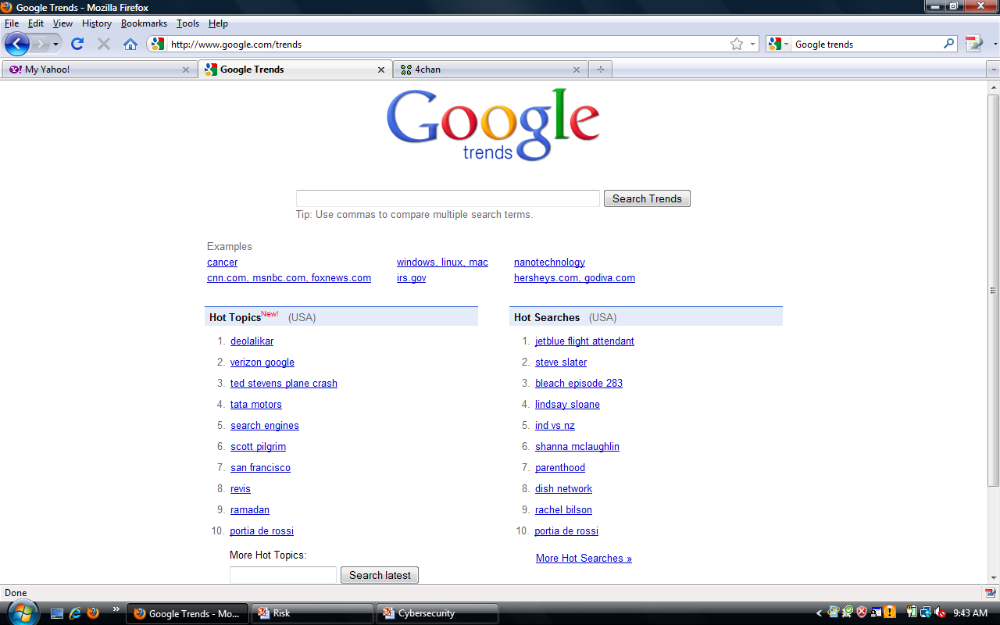 Google Trends - Mozilla Firefox
File Edit View History Bookmarks Tools Help
http://www.google.com/trends
Google trends
My Yahoo!
Google Trends
4chan
Google
trends
Search Trends
Tip: Use commas to compare multiple search terms.
Examples
cancer windows, linux, mac nanotechnology
cnn.com, msnbc.com, foxnews.com irs.gov hersheys.com, godiva.com
Hot Topics New! (USA)
1. deolalikar
2. verizon google
3. ted stevens plane crash
4. tata motors
5. search engines
6. scott pilgrim
7. san francisco
8. revis
9. ramadan
10. portia de rossi
More Hot Topics:
Search latest
Hot Searches (USA)
1. jetblue flight attendant
2. steve slater
3. bleach episode 283
4. lindsay sloane
5. ind vs nz
6. shanna mclaughlin
7. parenthood
8. dish network
9. rachel bilson
10. portia de rossi
More Hot Searches »
Done
Google Trends - Mo...
Risk
Cybersecurity
9:43 AM